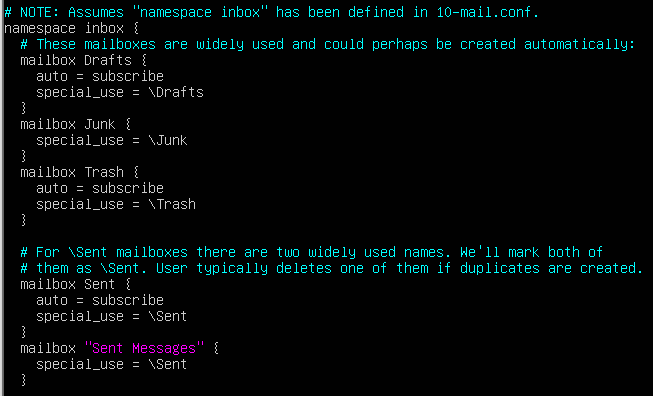 # NOTE: Assumes "namespace inbox" has been defined in 10-mail.conf.
namespace inbox {
  # These mailboxes are widely used and could perhaps be created automatically:
  mailbox Drafts {
    auto = subscribe
    special_use = \Drafts
  }
  mailbox Junk {
    special_use = \Junk
  }
  mailbox Trash {
    auto = subscribe
    special_use = \Trash
  }

  # For \Sent mailboxes there are two widely used names. We'll mark both of
  # them as \Sent. User typically deletes one of them if duplicates are created.
  mailbox Sent {
    auto = subscribe
    special_use = \Sent
  }
  mailbox "Sent Messages" {
    special_use = \Sent
  }